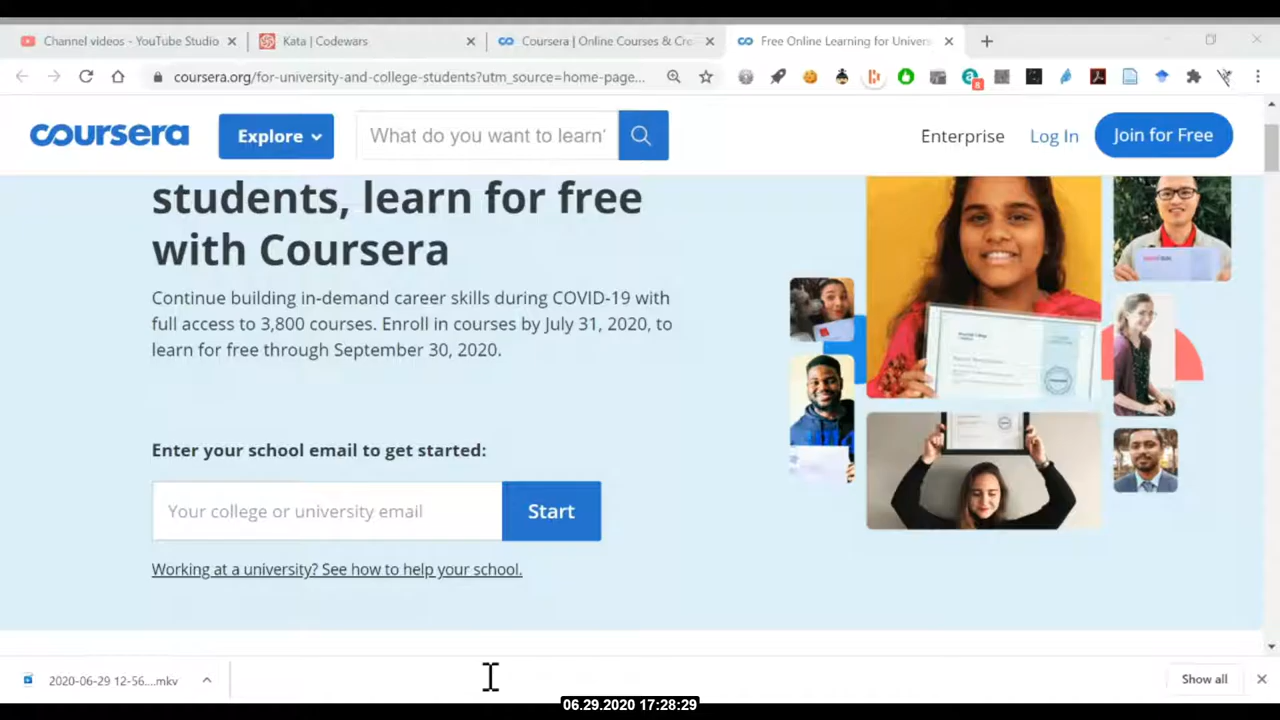 Channel videos - YouTube Studio
Kata | Codewars
Coursera | Online Courses & Cre
Free Online Learning for Univers
coursera.org/for-university-and-college-students?utm_source=home-page...
8
coursera
Explore
What do you want to learn?
Enterprise
Log In
Join for Free
students, learn for free
with Coursera
Continue building in-demand career skills during COVID-19 with
full access to 3,800 courses. Enroll in courses by July 31, 2020, to
learn for free through September 30, 2020.
Enter your school email to get started:
Your college or university email
Start
Working at a university? See how to help your school.
2020-06-29 12-56....mkv
Show all
06.29.2020 17:28:29